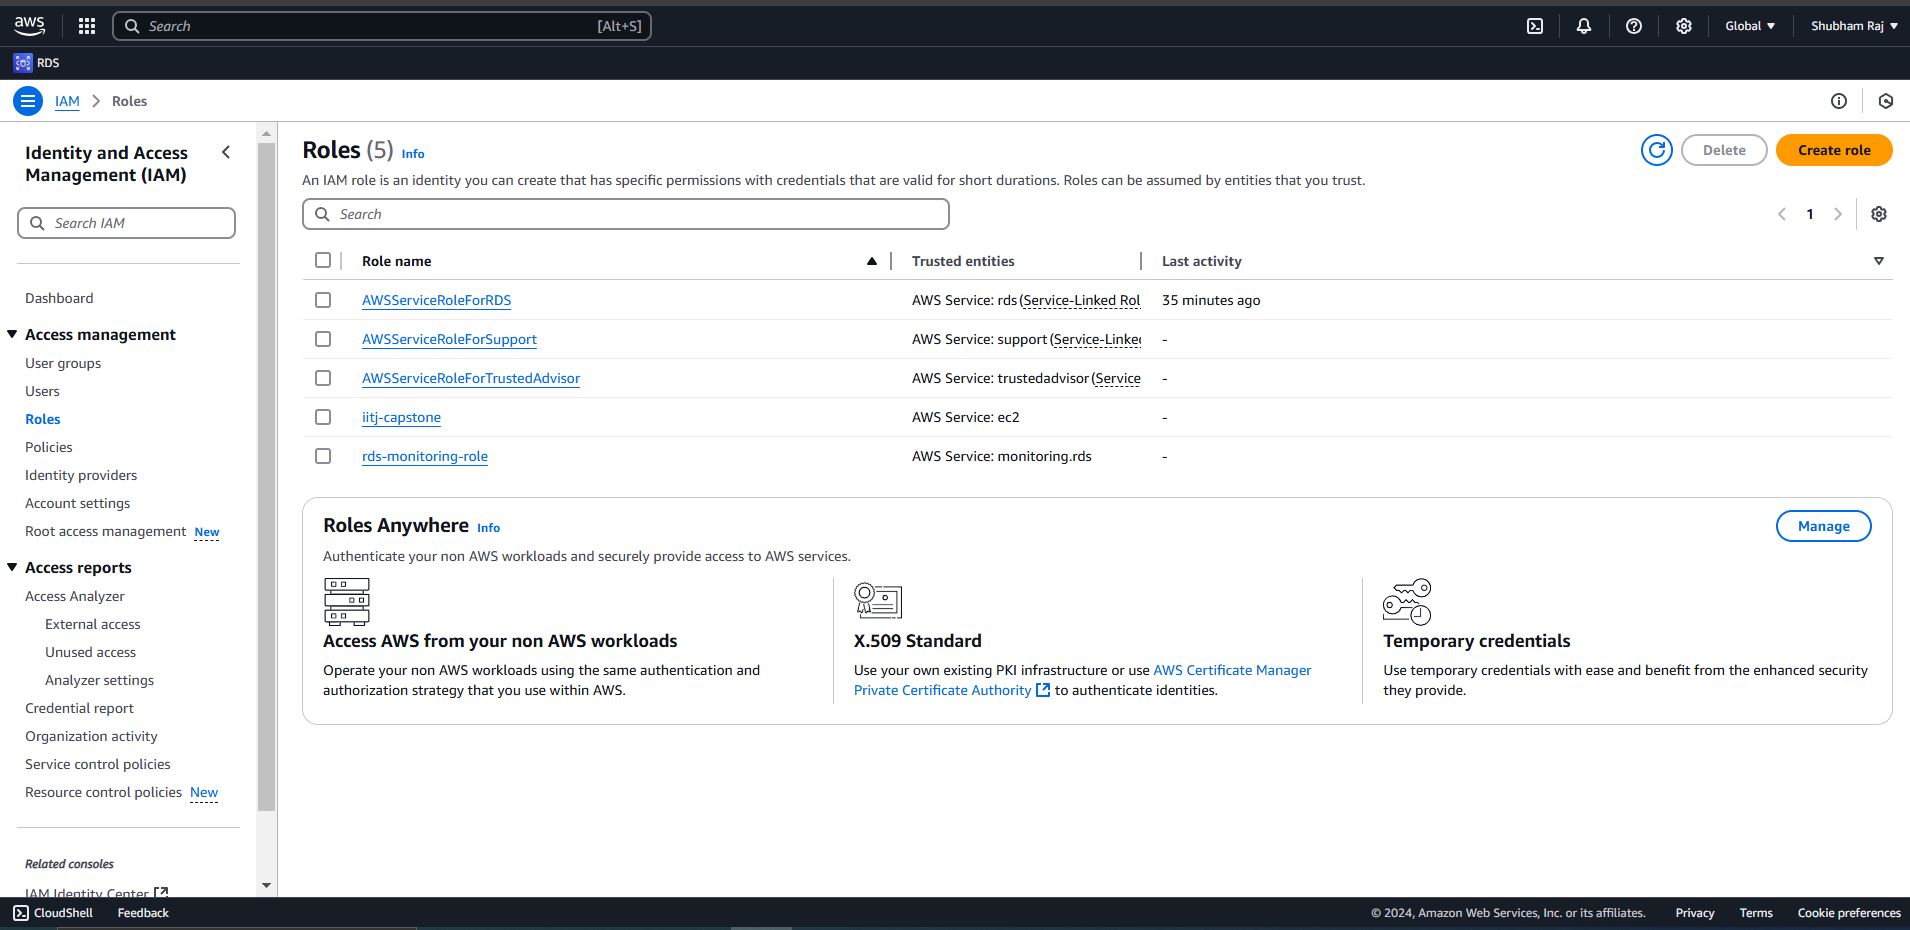 aws
Search [Alt+S]
Global
Shubham Raj
RDS
IAM
Roles
Identity and Access
Management (IAM)
Search IAM
Dashboard
Access management
User groups
Users
Roles
Policies
Identity providers
Account settings
Root access management New
Access reports
Access Analyzer
External access
Unused access
Analyzer settings
Credential report
Organization activity
Service control policies
Resource control policies New
Related consoles
IAM Identity Center
Roles (5) Info
Delete
Create role
An IAM role is an identity you can create that has specific permissions with credentials that are valid for short durations. Roles can be assumed by entities that you trust.
Search
1
Role name Trusted entities Last activity
AWSServiceRoleForRDS AWS Service: rds (Service-Linked Rol 35 minutes ago
AWSServiceRoleForSupport AWS Service: support (Service-Linked -
AWSServiceRoleForTrustedAdvisor AWS Service: trustedadvisor (Service -
iitj-capstone AWS Service: ec2 -
rds-monitoring-role AWS Service: monitoring.rds -
Roles Anywhere Info
Manage
Authenticate your non AWS workloads and securely provide access to AWS services.
Access AWS from your non AWS workloads
Operate your non AWS workloads using the same authentication and
authorization strategy that you use within AWS.
X.509 Standard
Use your own existing PKI infrastructure or use AWS Certificate Manager
Private Certificate Authority to authenticate identities.
Temporary credentials
Use temporary credentials with ease and benefit from the enhanced security
they provide.
CloudShell Feedback
© 2024, Amazon Web Services, Inc. or its affiliates. Privacy Terms Cookie preferences